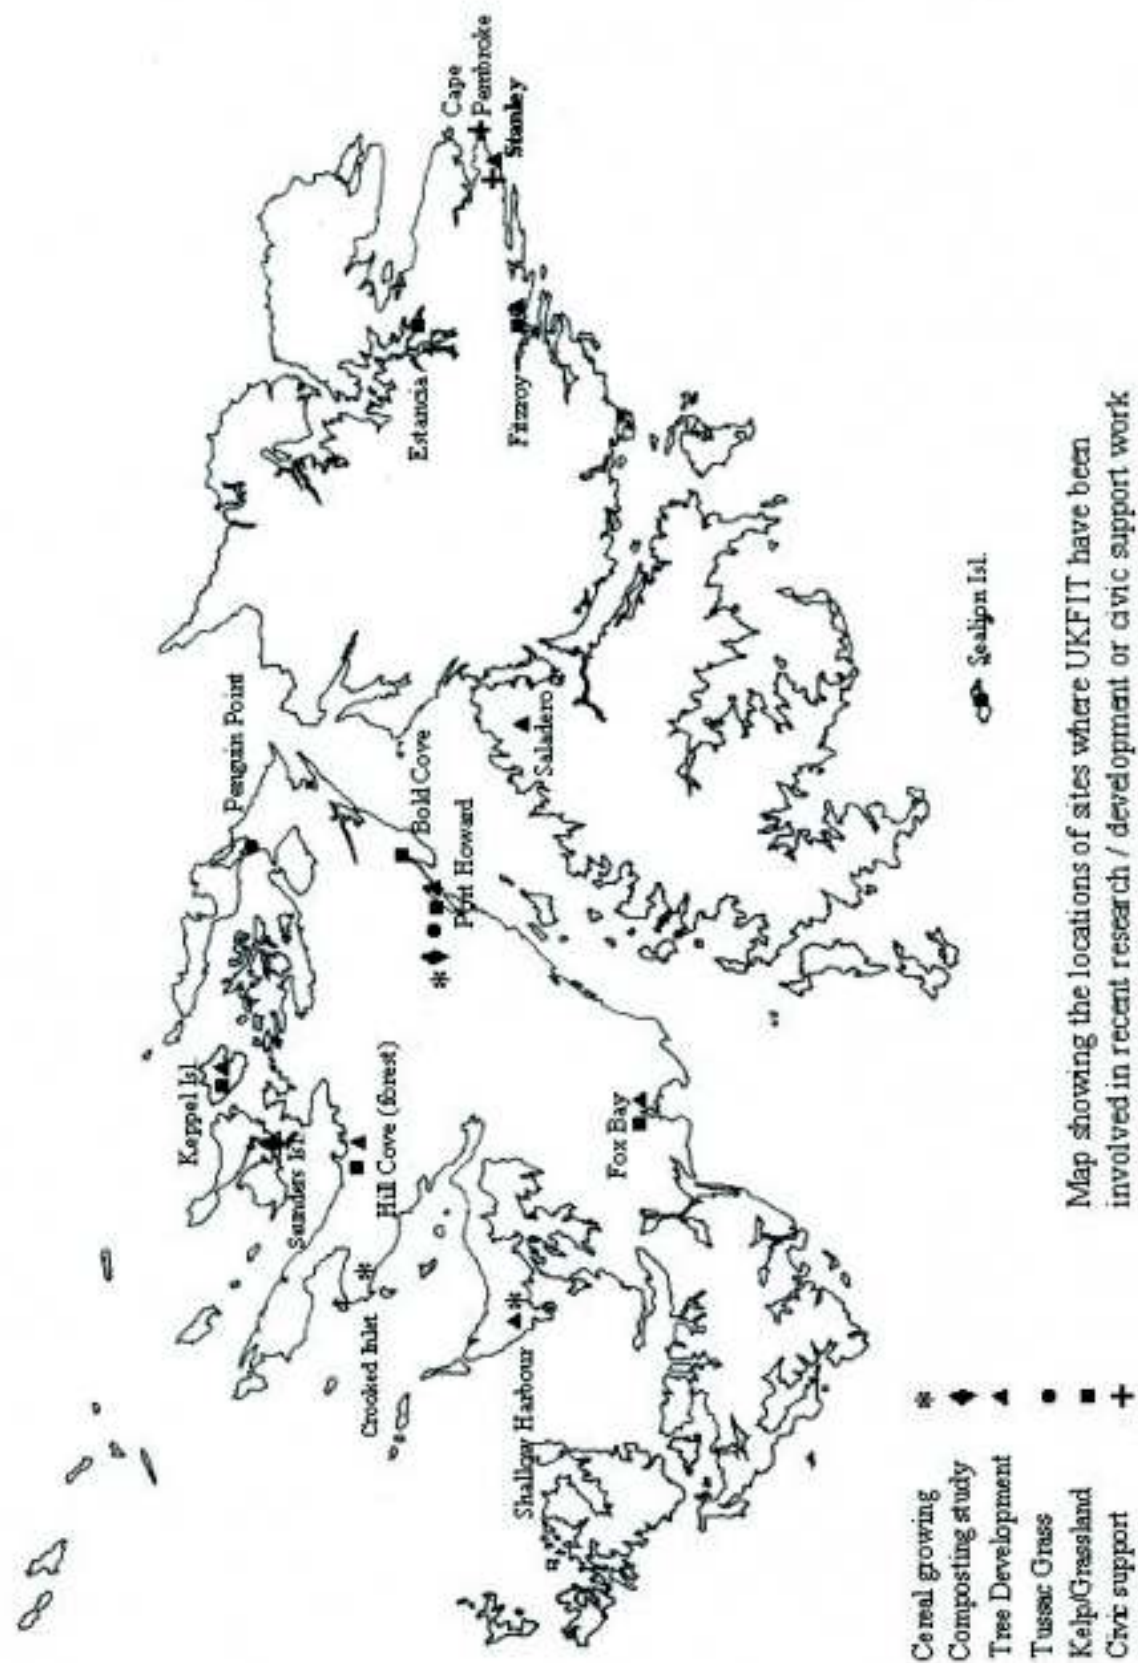 Cape
Pembroke
Stanley
Estancia
Fitzroy
Penguin Point
Bold Cove
Port Howard
Saladero
Sealion Isl.
Keppel Isl
Saunders Isl
Hill Cove (forest)
Fox Bay
Crooked Inlet
Shallow Harbour
Cereal growing
Composting study
Tree Development
Tussac Grass
Kelp/Grassland
Civic support
Map showing the locations of sites where UKFIT have been
involved in recent research / development or civic support work